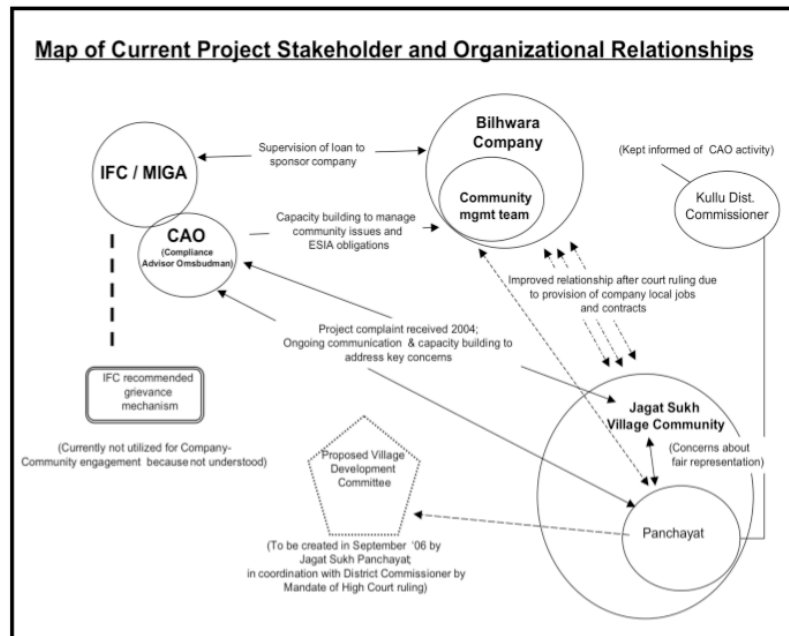 Map of Current Project Stakeholder and Organizational Relationships
IFC / MIGA
Supervision of loan to
sponsor company
Bilhwara
Company
Community
mgmt team
(Kept informed of CAO activity)
Kullu Dist.
Commissioner
CAO
(Compliance
Advisor Omsbudman)
Capacity building to manage
community issues and
ESIA obligations
Improved relationship after court ruling due
to provision of company local jobs
and contracts
Project complaint received 2004;
Ongoing communication & capacity building to
address key concerns
IFC recommended
grievance
mechanism
(Currently not utilized for Company-
Community engagement because not understood)
Proposed Village
Development
Committee
(To be created in September '06 by
Jagat Sukh Panchayat;
in coordination with District Commissioner by
Mandate of High Court ruling)
Jagat Sukh
Village Community
(Concerns about
fair representation)
Panchayat